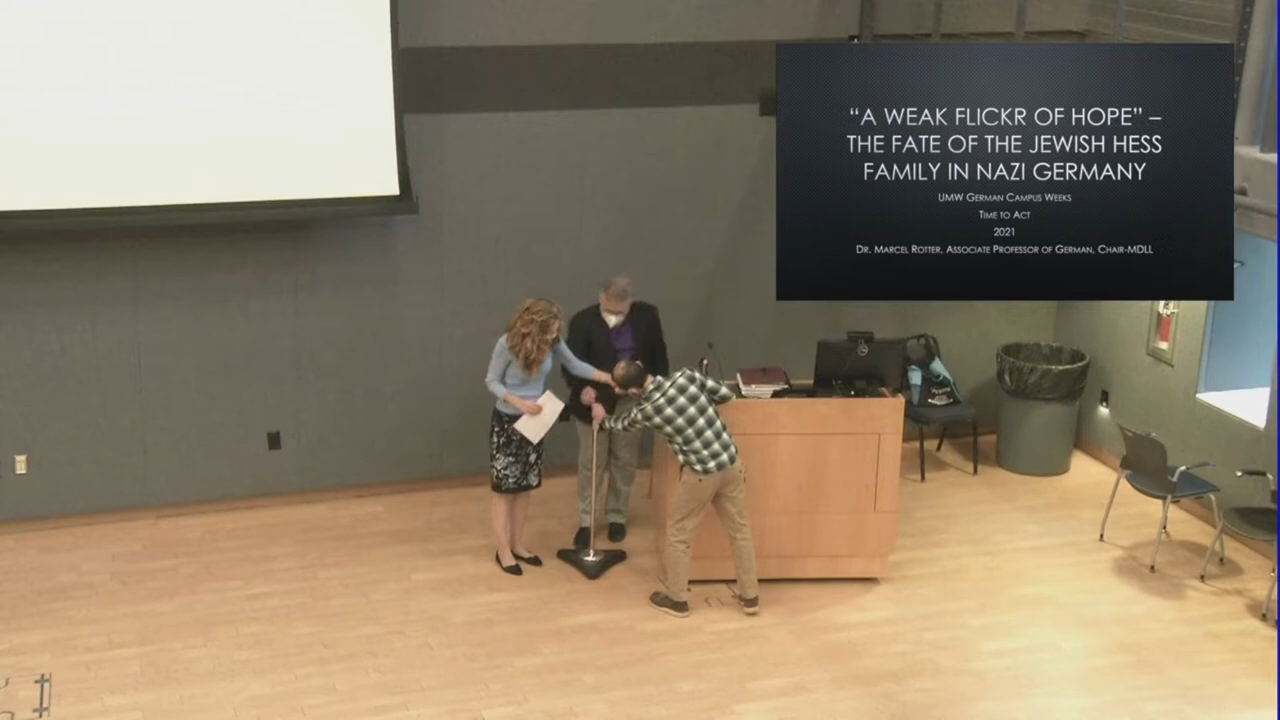 “A WEAK FLICKR OF HOPE” –
THE FATE OF THE JEWISH HESS
FAMILY IN NAZI GERMANY
UMW GERMAN CAMPUS WEEKS
TIME TO ACT
2021
DR. MARCEL ROTTER, ASSOCIATE PROFESSOR OF GERMAN, CHAIR-MDLL